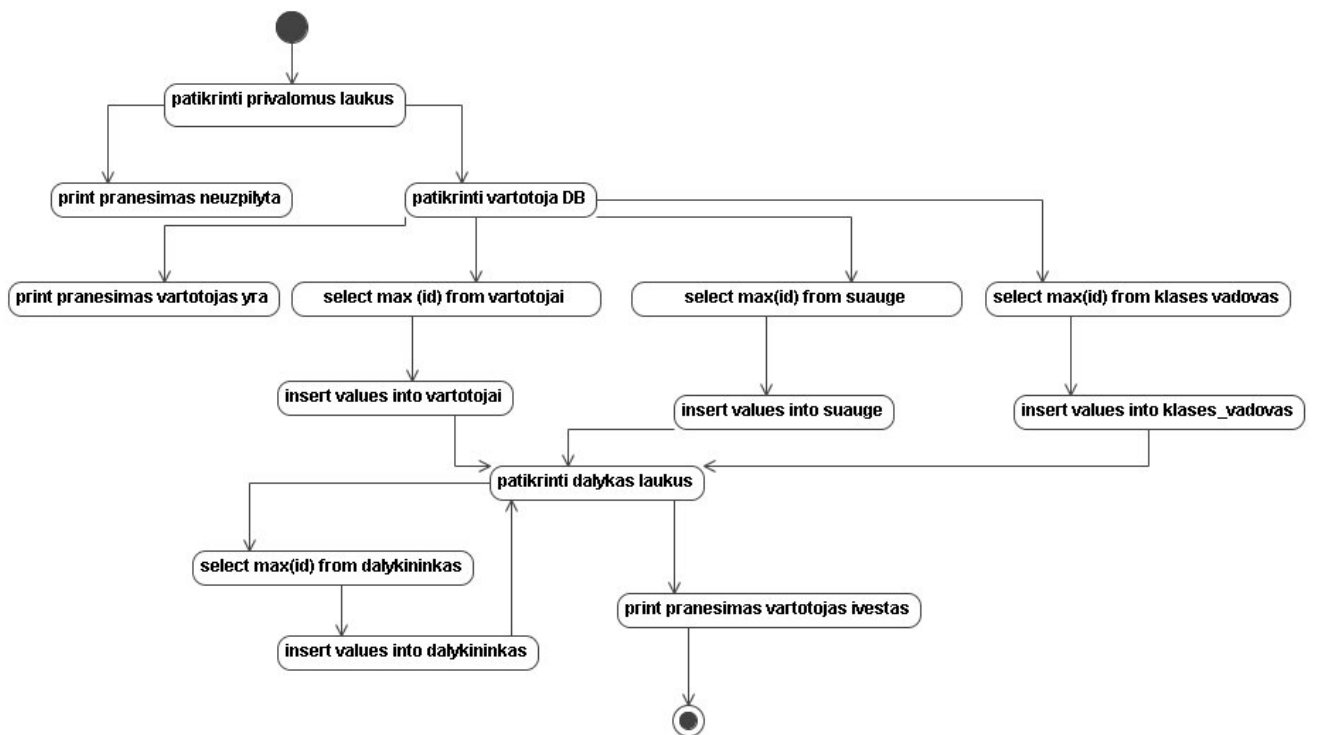 patikrinti privalomus laukus
print pranesimas neuzpilyta
patikrinti vartotoja DB
print pranesimas vartotojas yra
select max (id) from vartotojai
select max(id) from suauge
select max(id) from klases vadovas
insert values into vartotojai
insert values into suauge
insert values into klases_vadovas
patikrinti dalykas laukus
select max(id) from dalykininkas
print pranesimas vartotojas ivestas
insert values into dalykininkas